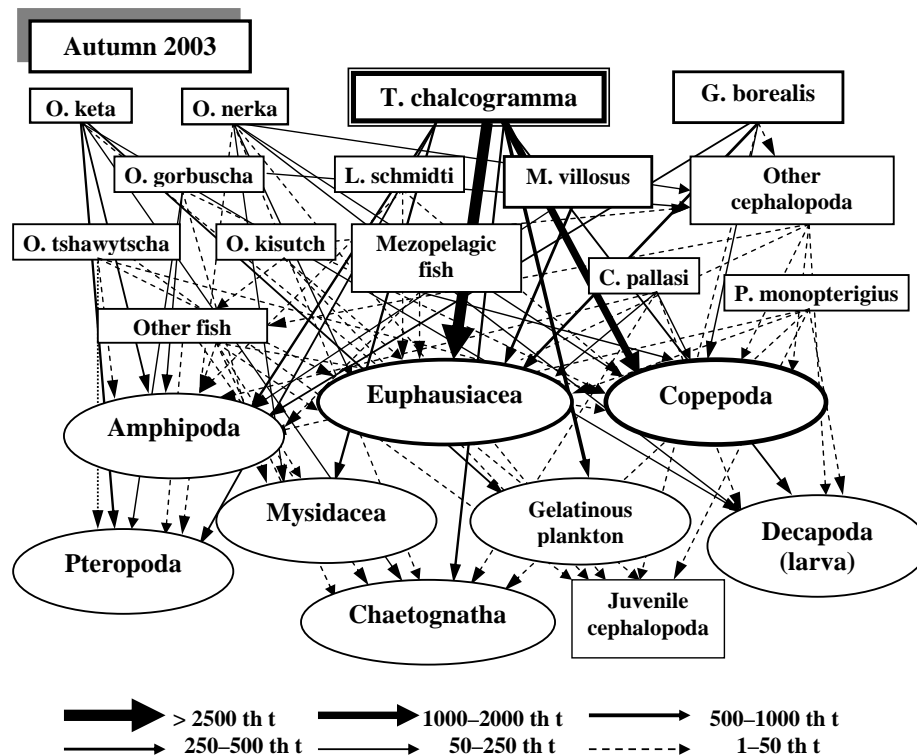 Autumn 2003
O. keta
O. nerka
T. chalcogramma
G. borealis
O. gorbuscha
L. schmidti
M. villosus
Other
cephalopoda
O. tshawytscha
O. kisutch
Mezopelagic
fish
C. pallasi
P. monopterigius
Other fish
Euphausiacea
Copepoda
Amphipoda
Mysidacea
Gelatinous
plankton
Decapoda
(larva)
Pteropoda
Chaetognatha
Juvenile
cephalopoda
> 2500 th t
1000–2000 th t
500–1000 th t
250–500 th t
50–250 th t
1–50 th t